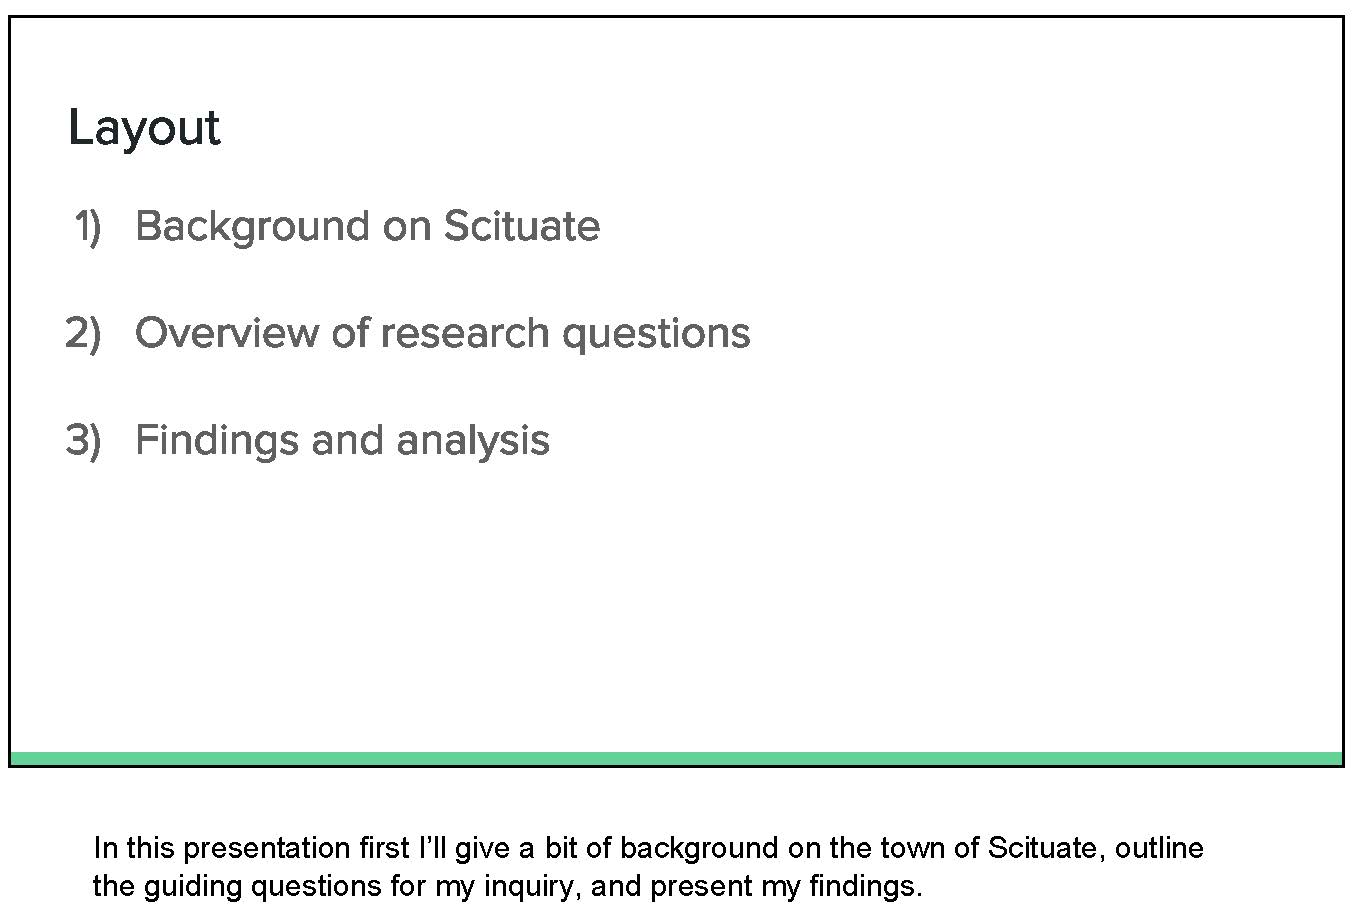 Layout
1) Background on Scituate
2) Overview of research questions
3) Findings and analysis
In this presentation first I’ll give a bit of background on the town of Scituate, outline
the guiding questions for my inquiry, and present my findings.